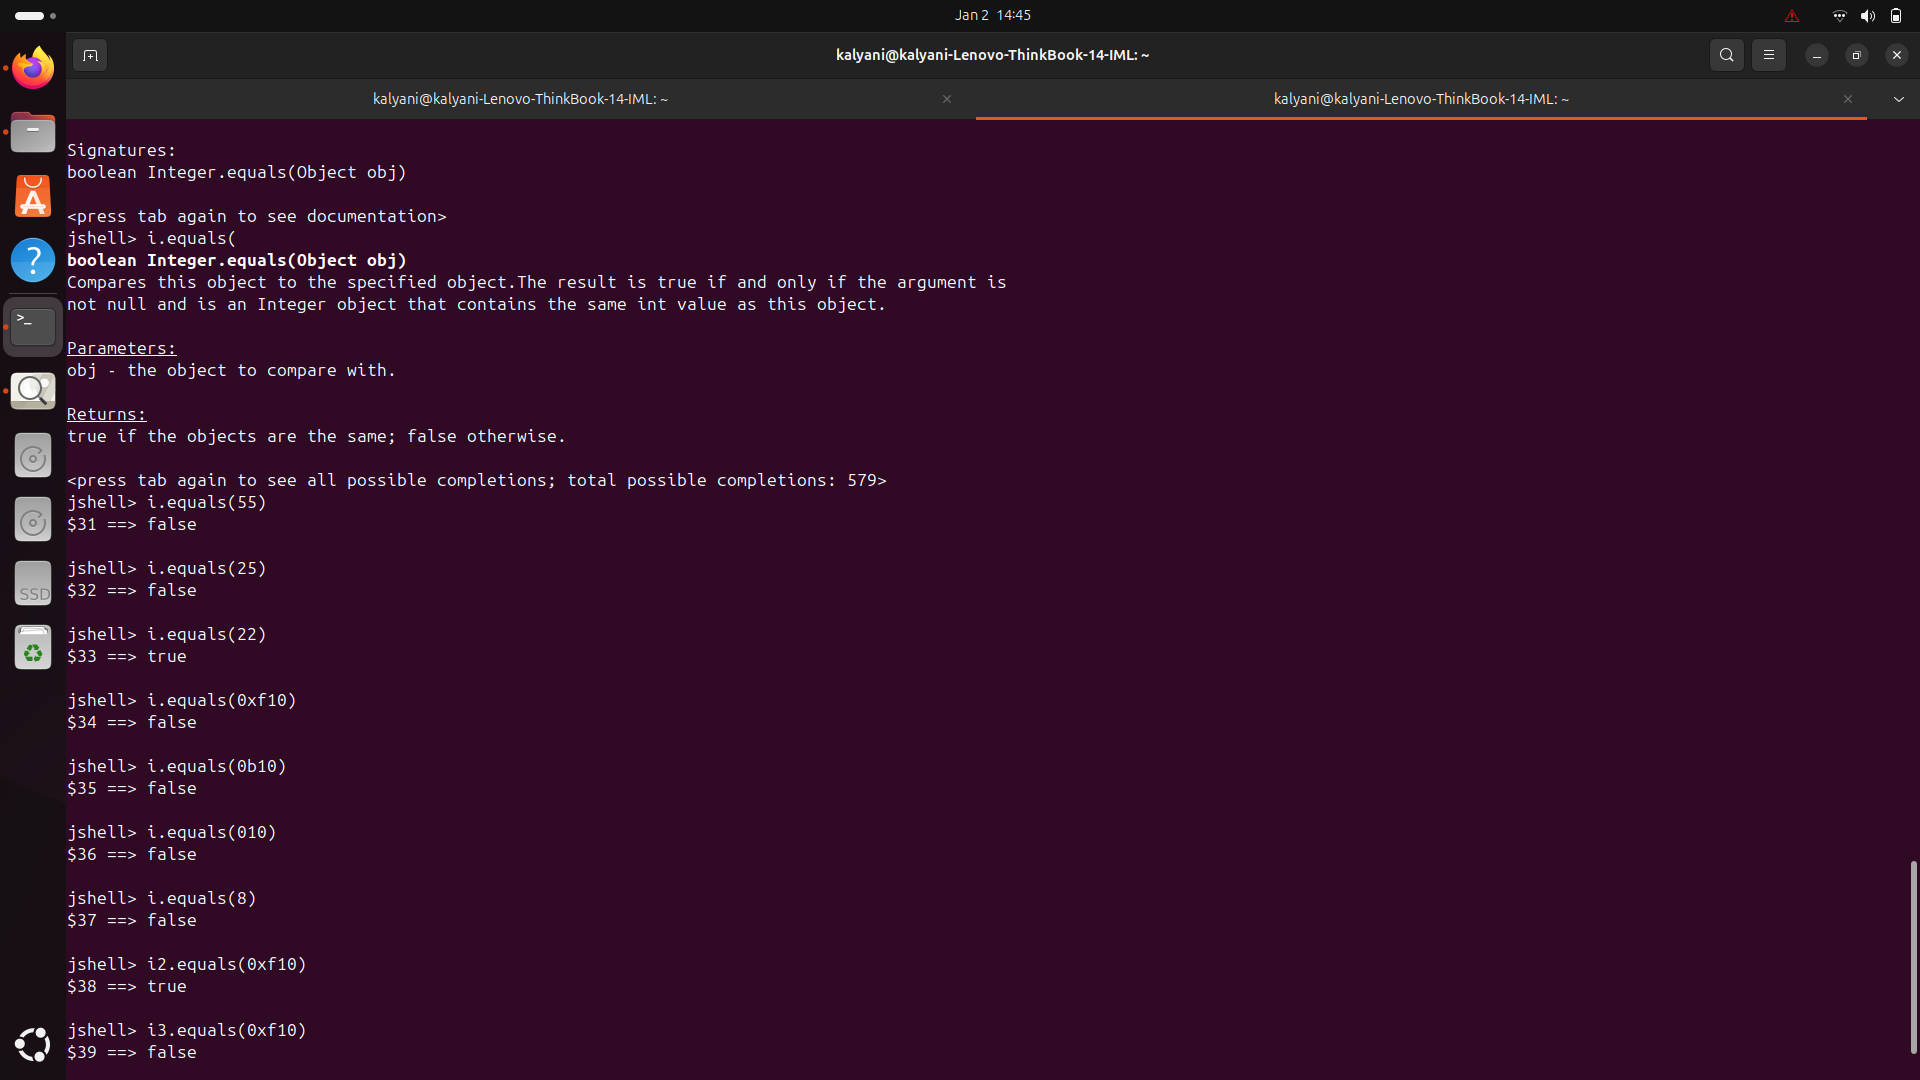 Jan 2 14:45
kalyani@kalyani-Lenovo-ThinkBook-14-IML: ~
kalyani@kalyani-Lenovo-ThinkBook-14-IML: ~
kalyani@kalyani-Lenovo-ThinkBook-14-IML: ~
Signatures:
boolean Integer.equals(Object obj)
<press tab again to see documentation>
jshell> i.equals(
boolean Integer.equals(Object obj)
Compares this object to the specified object.The result is true if and only if the argument is
not null and is an Integer object that contains the same int value as this object.
Parameters:
obj - the object to compare with.
Returns:
true if the objects are the same; false otherwise.
<press tab again to see all possible completions; total possible completions: 579>
jshell> i.equals(55)
$31 ==> false
jshell> i.equals(25)
$32 ==> false
jshell> i.equals(22)
$33 ==> true
jshell> i.equals(0xf10)
$34 ==> false
jshell> i.equals(0b10)
$35 ==> false
jshell> i.equals(010)
$36 ==> false
jshell> i.equals(8)
$37 ==> false
jshell> i2.equals(0xf10)
$38 ==> true
jshell> i3.equals(0xf10)
$39 ==> false
SSD